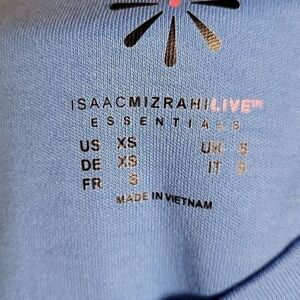 ISAACMIZRAHILIVE™
ESSENTIALS
US XS UK S
DE XS IT S
FR S
MADE IN VIETNAM